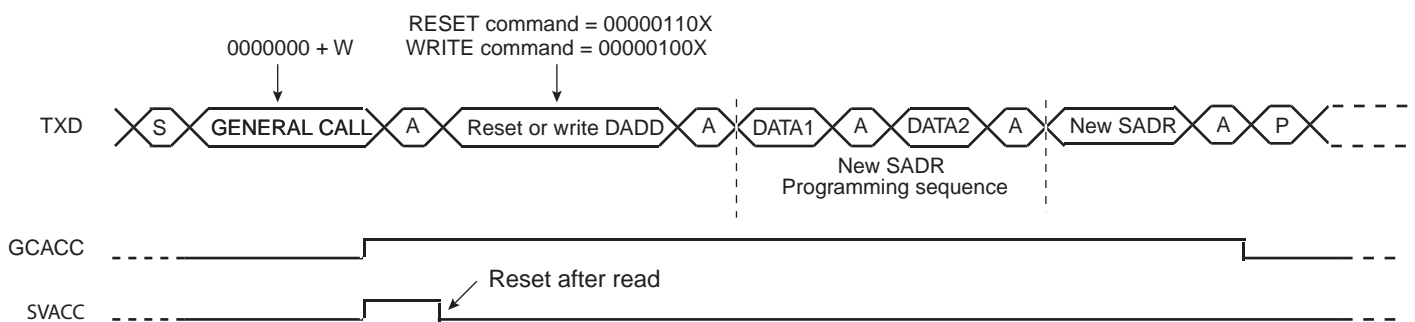 RESET command = 00000110X
0000000 + W
WRITE command = 00000100X
TXD
S
GENERAL CALL
A
Reset or write DADD
A
DATA1
A
DATA2
A
New SADR
A
P
New SADR
Programming sequence
GCACC
Reset after read
SVACC